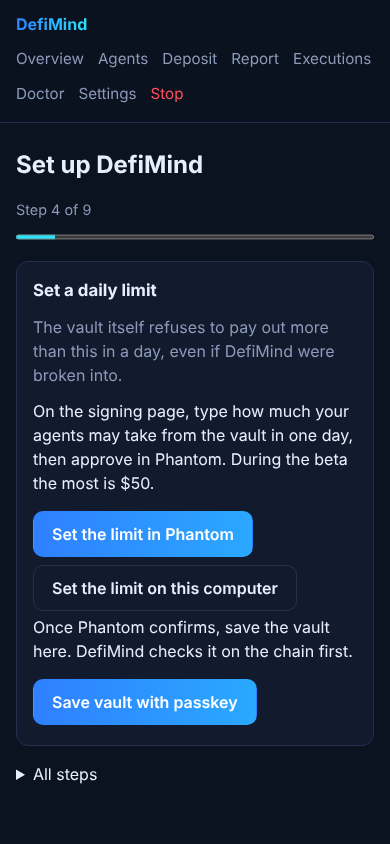 DefiMind
Overview Agents Deposit Report Executions
Doctor Settings Stop
Set up DefiMind
Step 4 of 9
Set a daily limit
The vault itself refuses to pay out more
than this in a day, even if DefiMind were
broken into.
On the signing page, type how much your
agents may take from the vault in one day,
then approve in Phantom. During the beta
the most is $50.
Set the limit in Phantom
Set the limit on this computer
Once Phantom confirms, save the vault
here. DefiMind checks it on the chain first.
Save vault with passkey
All steps